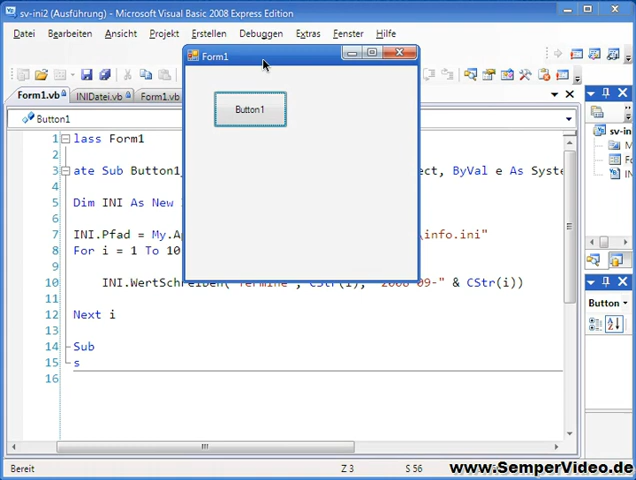 sv-ini2 (Ausführung) - Microsoft Visual Basic 2008 Express Edition
Datei Bearbeiten Ansicht Projekt Erstellen Debuggen Extras Fenster Hilfe
Form1
Form1.vb INIDatei.vb Form1.vb
Button1
Button1
1 lass Form1
2
3 ate Sub Button1 ect, ByVal e As Syste
4
5 Dim INI As New
6
7 INI.Pfad = My.A \info.ini"
8 For i = 1 To 10
9
10 INI.WertSchreiben("Termine", CStr(i), "2008-09-" & CStr(i))
11
12 Next i
13
14 Sub
15 s
16
sv-in
Button
Bereit Z 3 S 56
www.SemperVideo.de